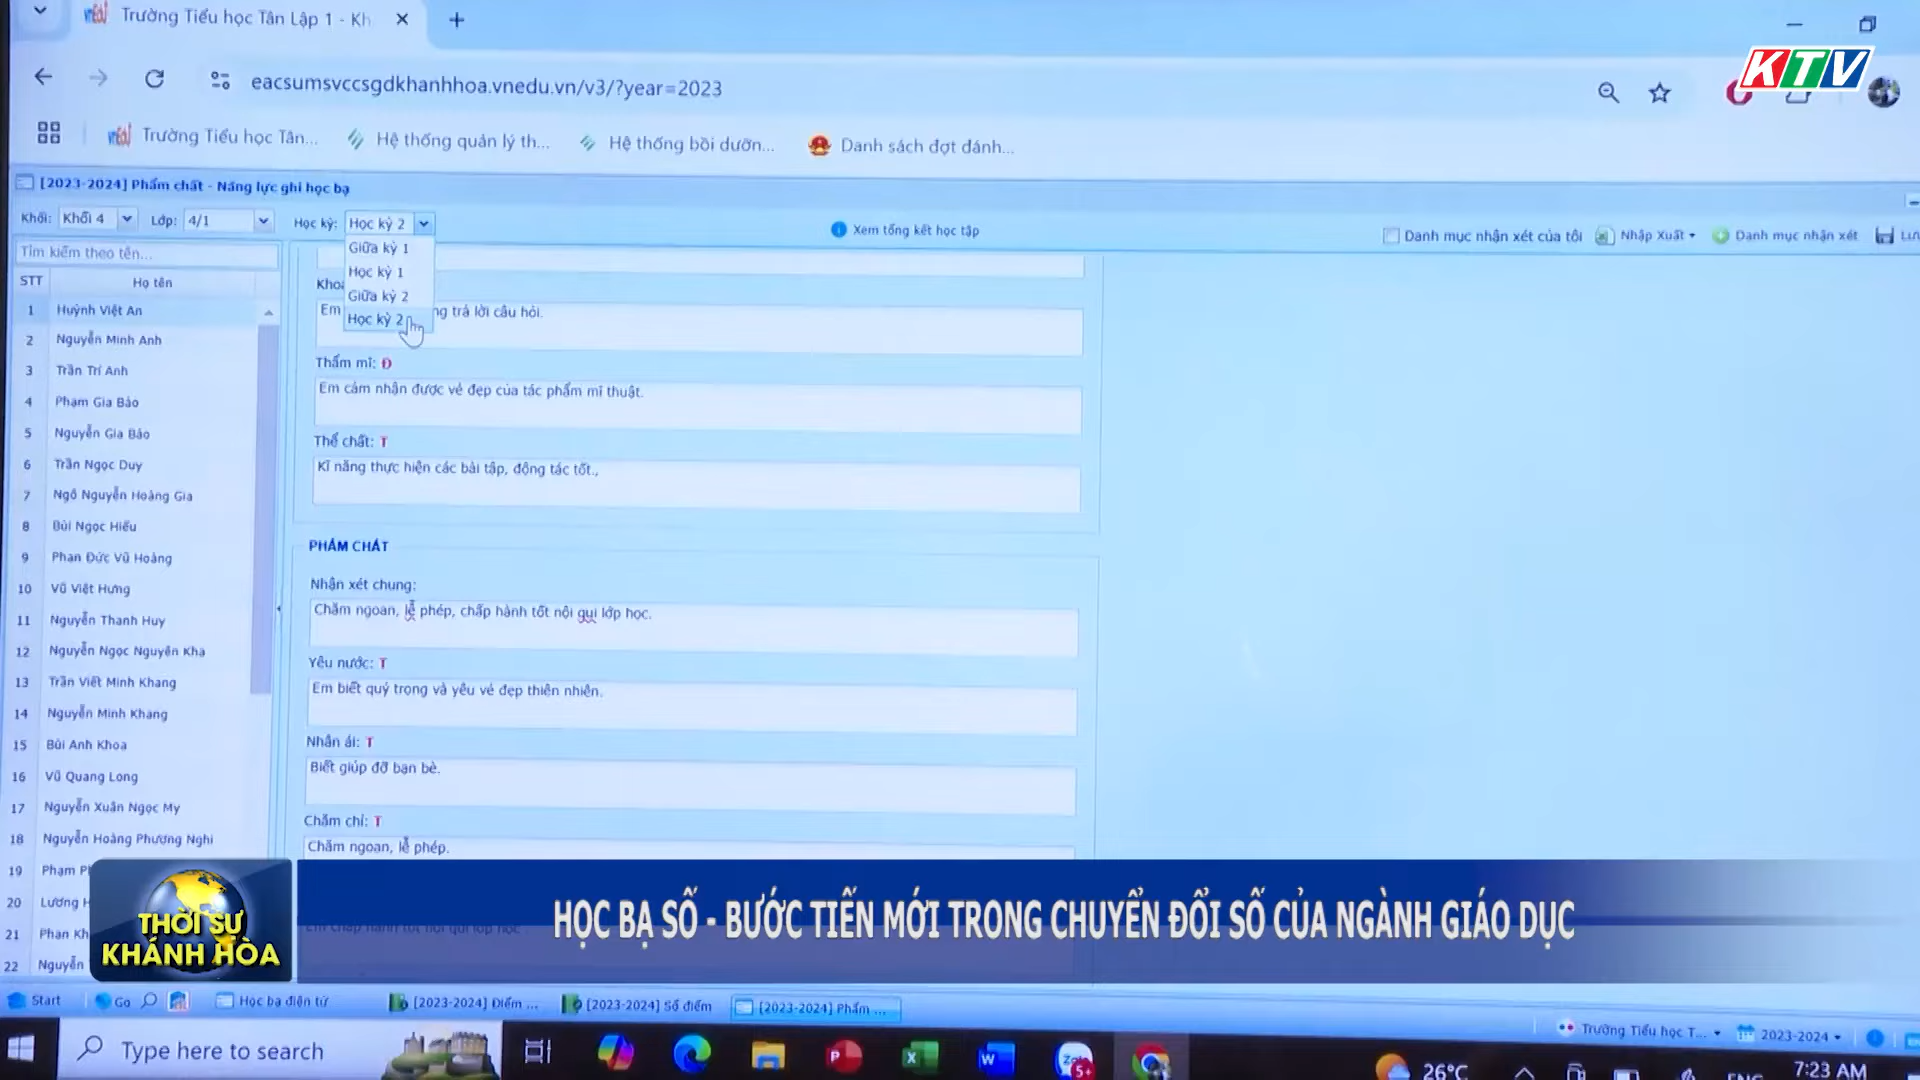 Trường Tiểu học Tân Lập 1 - Kh
KTV
eacsumsvccsgdkhanhhoa.vnedu.vn/v3/?year=2023
Trường Tiểu học Tân...
Hệ thống quản lý th...
Hệ thống bồi dưỡn...
Danh sách đợt đánh...
[2023-2024] Phẩm chất - Năng lực ghi học bạ
Khối: Khối 4 Lớp: 4/1 Học kỳ: Học kỳ 2
Xem tổng kết học tập
Danh mục nhận xét của tôi Nhập Xuất Danh mục nhận xét
Giữa kỳ 1
Học kỳ 1
Giữa kỳ 2
Học kỳ 2
Tìm kiếm theo tên...
STT Họ tên
1 Huỳnh Việt An
2 Nguyễn Minh Anh
3 Trần Trí Anh
4 Phạm Gia Bảo
5 Nguyễn Gia Bảo
6 Trần Ngọc Duy
7 Ngô Nguyễn Hoàng Gia
8 Bùi Ngọc Hiếu
9 Phan Đức Vũ Hoàng
10 Vũ Việt Hưng
11 Nguyễn Thanh Huy
12 Nguyễn Ngọc Nguyên Kha
13 Trần Viết Minh Khang
14 Nguyễn Minh Khang
15 Bùi Anh Khoa
16 Vũ Quang Long
17 Nguyễn Xuân Ngọc My
18 Nguyễn Hoàng Phương Nghi
19 Phạm
20 Lương
21 Phan
22 Nguyễn
Em
trả lời câu hỏi.
Thẩm mĩ: Đ
Em cảm nhận được vẻ đẹp của tác phẩm mĩ thuật.
Thể chất: T
Kĩ năng thực hiện các bài tập, động tác tốt.,
PHẨM CHẤT
Nhận xét chung:
Chăm ngoan, lễ phép, chấp hành tốt nội qui lớp học.
Yêu nước: T
Em biết quý trọng và yêu vẻ đẹp thiên nhiên.
Nhân ái: T
Biết giúp đỡ bạn bè.
Chăm chỉ: T
Chăm ngoan, lễ phép.
THỜI SỰ
KHÁNH HÒA
HỌC BẠ SỐ - BƯỚC TIẾN MỚI TRONG CHUYỂN ĐỔI SỐ CỦA NGÀNH GIÁO DỤC
Start Go Học bạ điện tử [2023-2024] Điểm ... [2023-2024] Sổ điểm [2023-2024] Phẩm ...
Trường Tiểu học T... 2023-2024
Type here to search
Zalo
5+
26°C
ENG
7:23 AM